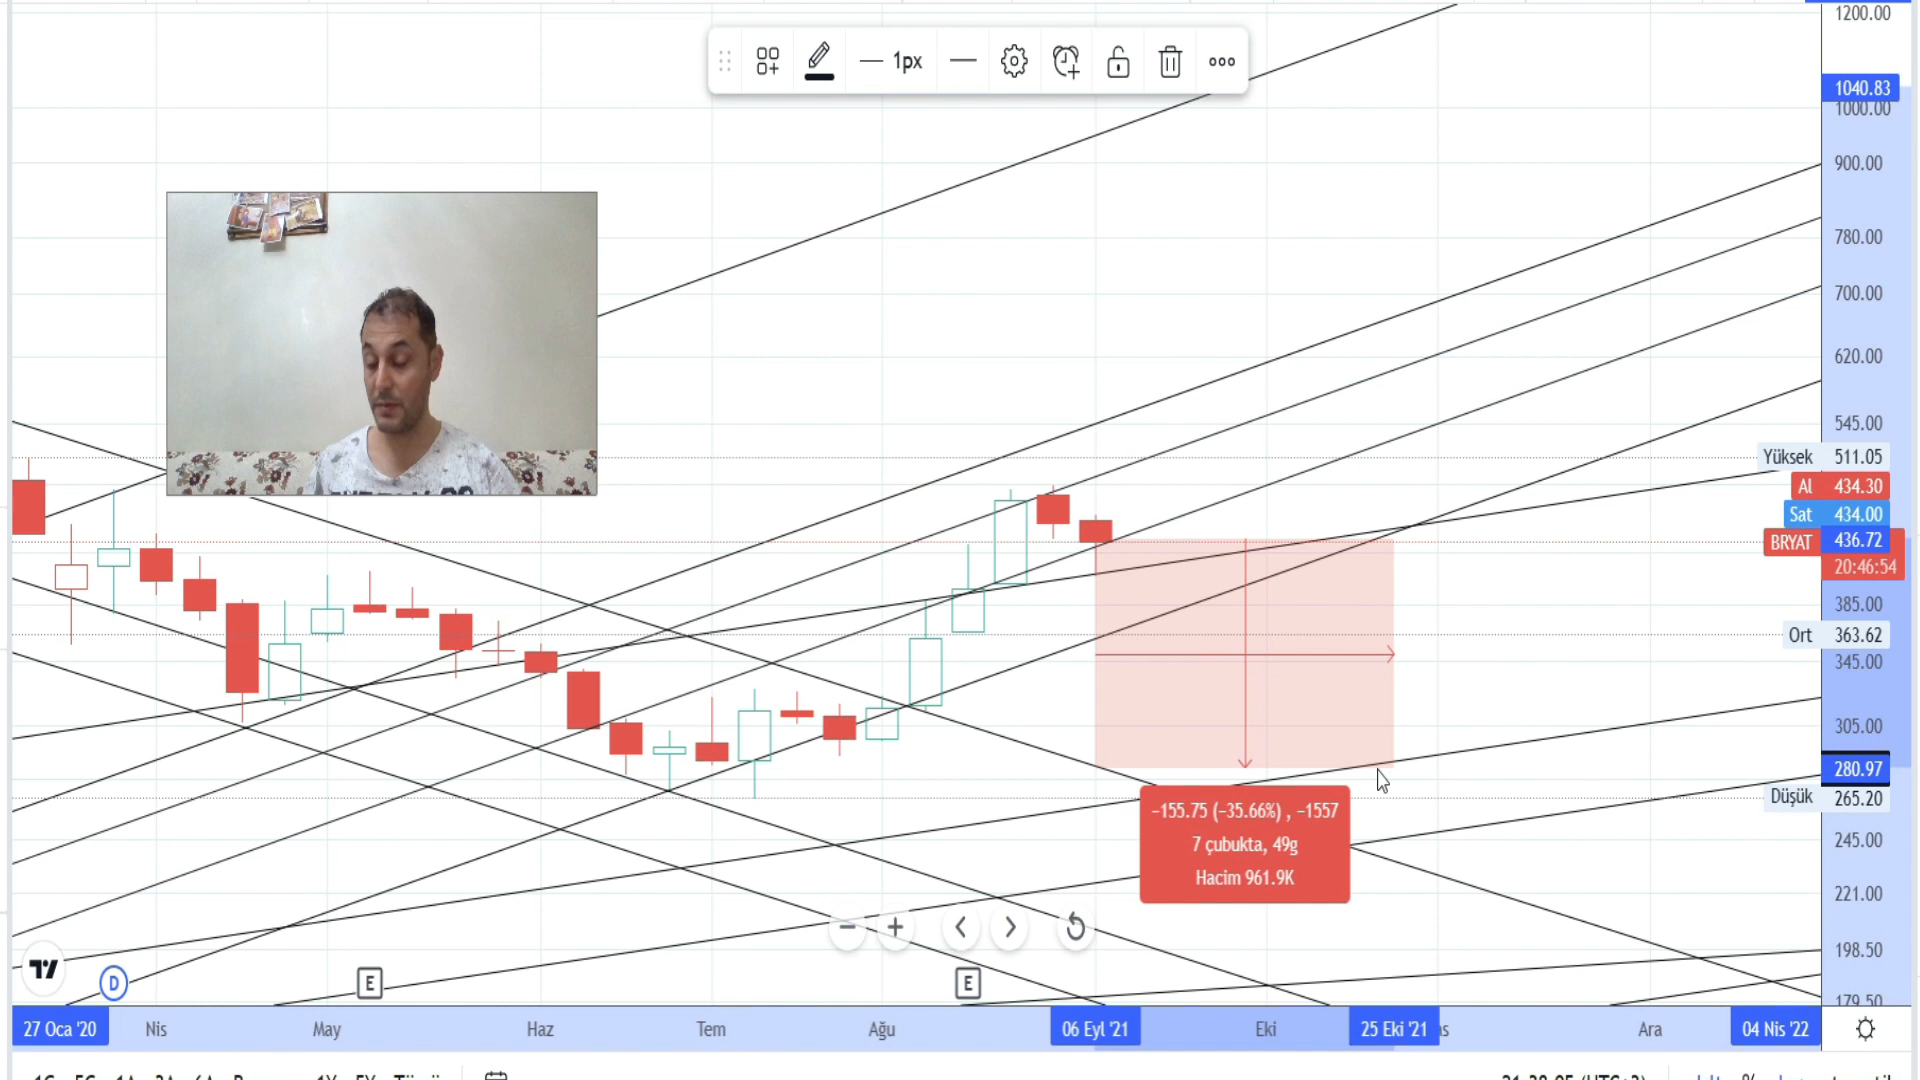 1200.00
1px
1040.83
1000.00
900.00
780.00
700.00
620.00
545.00
Yüksek 511.05
Al 434.30
Sat 434.00
BRYAT 436.72
20:46:54
385.00
Ort 363.62
345.00
305.00
280.97
Düşük 265.20
−155.75 (−35.66%) , −1557
7 çubukta, 49g
Hacim 961.9K
245.00
221.00
198.50
179.50
D
E
E
27 Oca '20 Nis May Haz Tem Ağu 06 Eyl '21 Eki 25 Eki '21 Ara 04 Nis '22